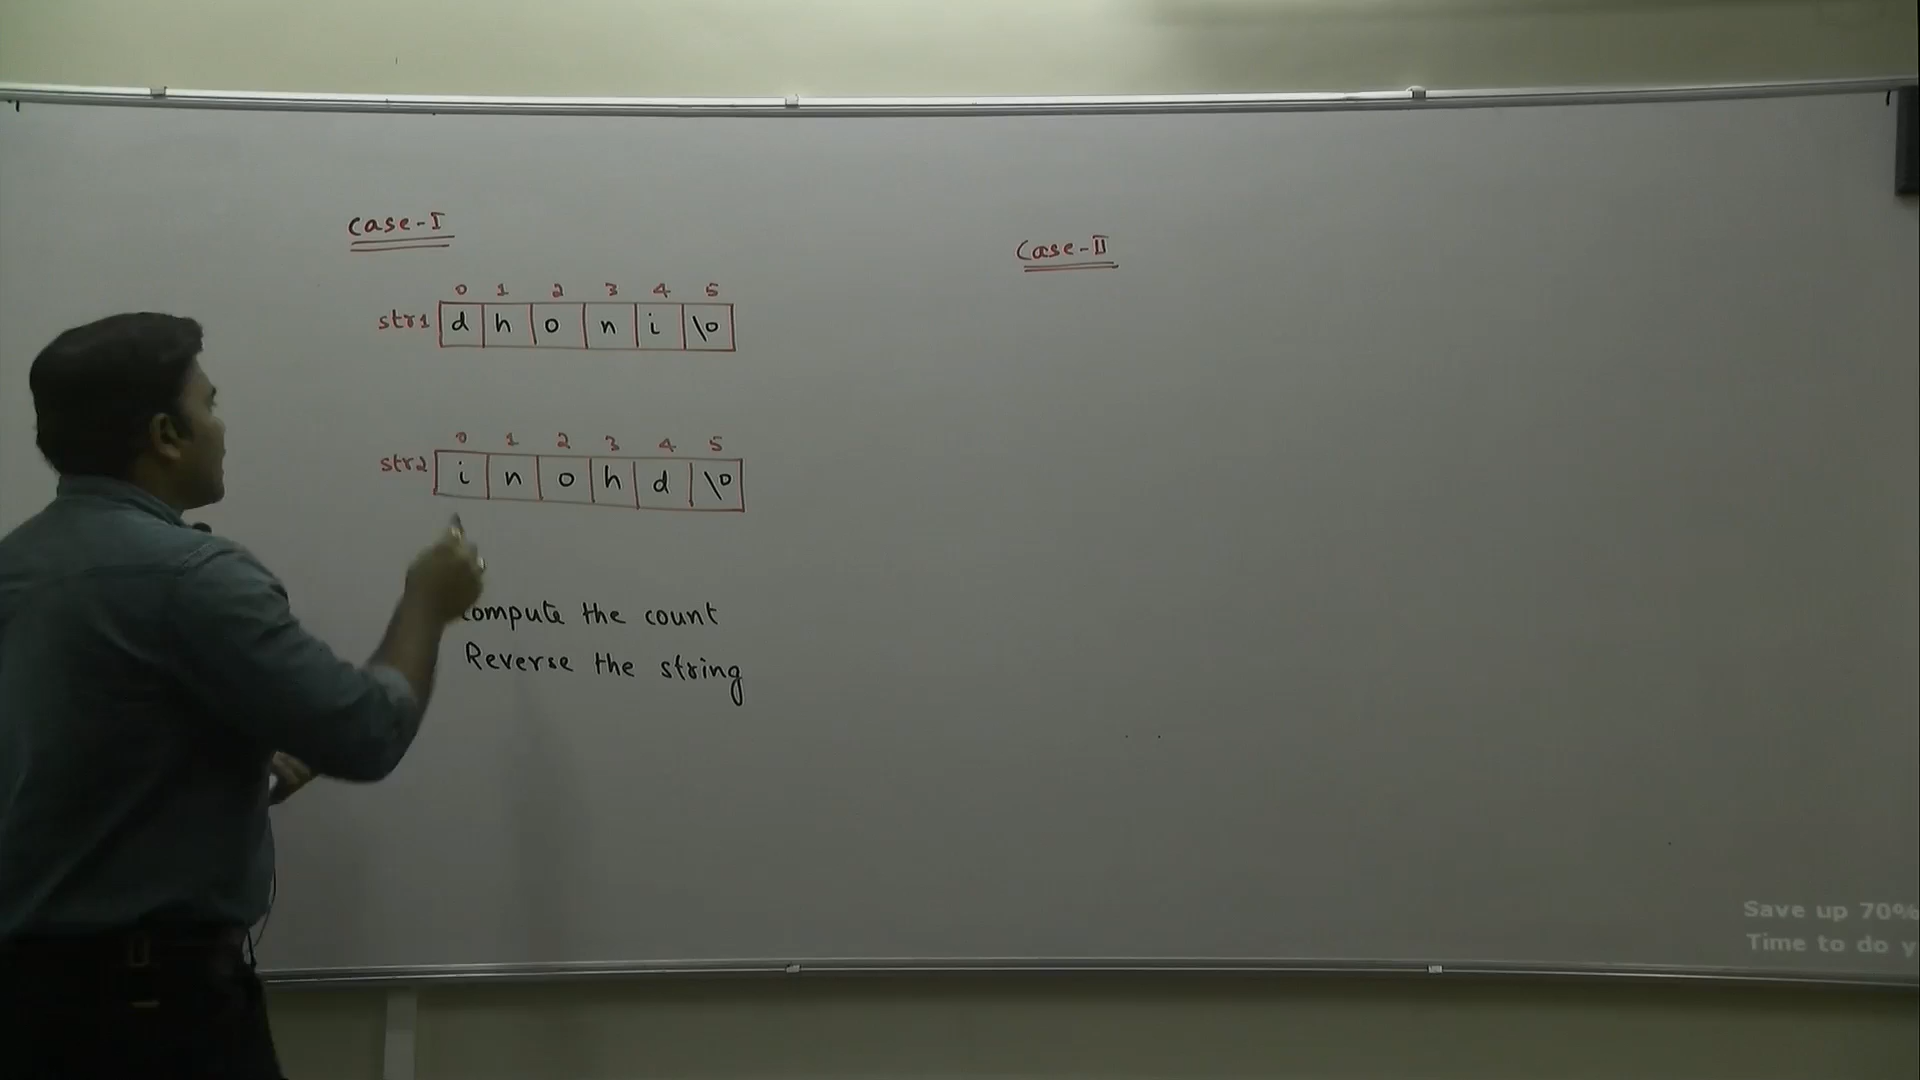 Case-I
0 1 2 3 4 5
str1 d h o n i \0
0 1 2 3 4 5
str2 i n o h d \0
compute the count
Reverse the string
Case-II
Save up 70%
Time to do y